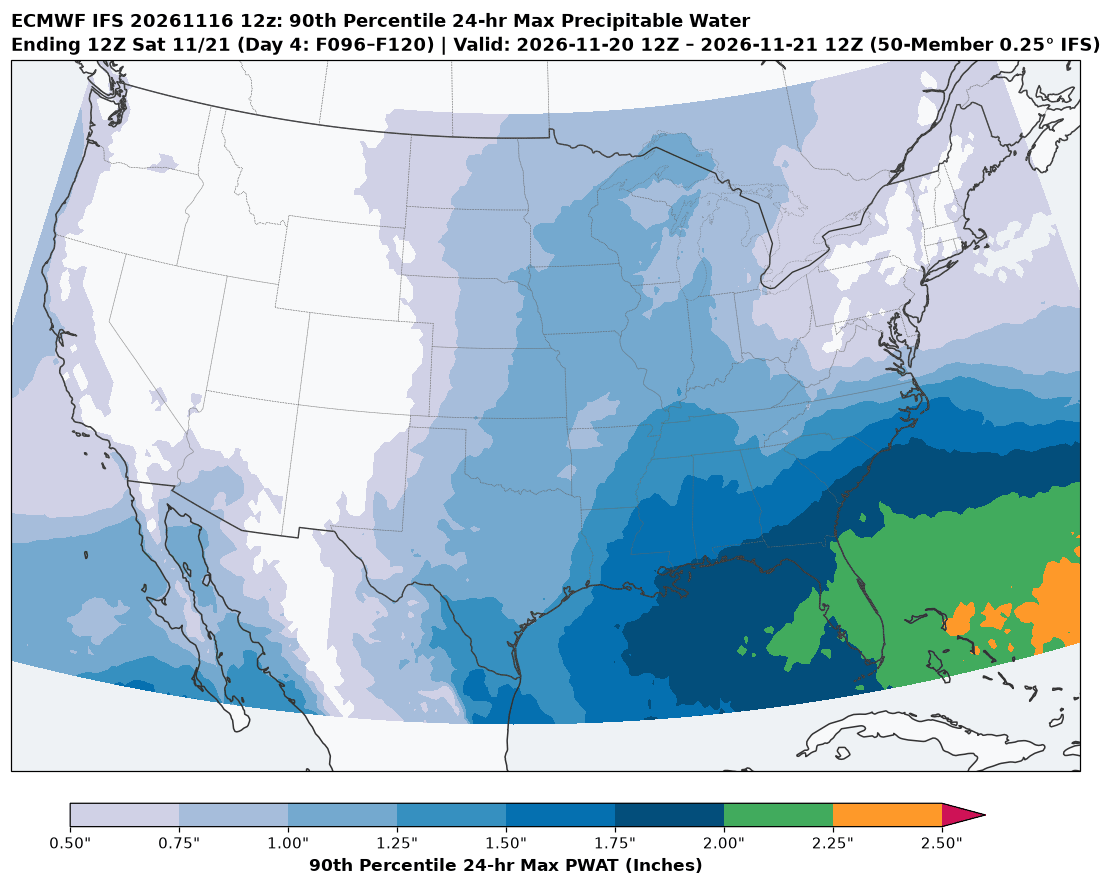 ECMWF IFS 20261116 12z: 90th Percentile 24-hr Max Precipitable Water
Ending 12Z Sat 11/21 (Day 4: F096–F120) | Valid: 2026-11-20 12Z – 2026-11-21 12Z (50-Member 0.25° IFS)
0.50" 0.75" 1.00" 1.25" 1.50" 1.75" 2.00" 2.25" 2.50"
90th Percentile 24-hr Max PWAT (Inches)